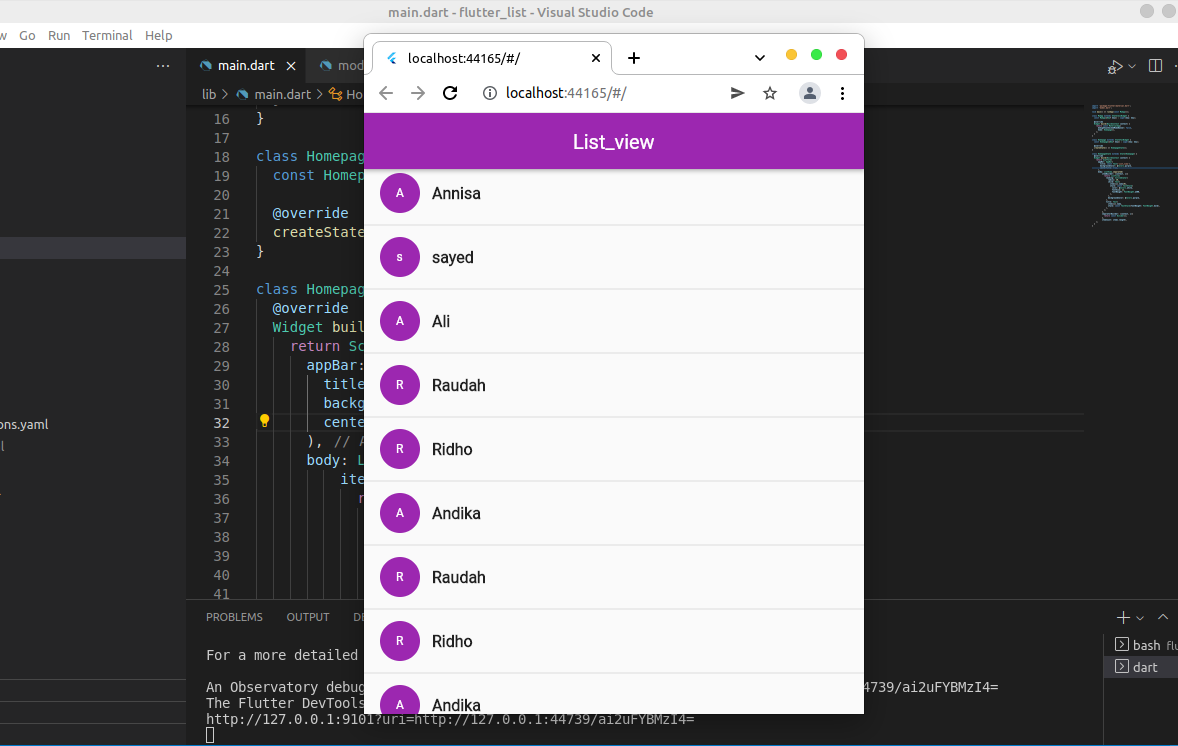 main.dart - flutter_list - Visual Studio Code
Go Run Terminal Help
main.dart
mod
lib > main.dart > Ho
localhost:44165/#/
localhost:44165/#/
List_view
A Annisa
s sayed
A Ali
R Raudah
R Ridho
A Andika
R Raudah
R Ridho
A Andika
ons.yaml
16 }
17
18 class Homepag
19 const Homep
20
21 @override
22 createState
23 }
24
25 class Homepag
26 @override
27 Widget buil
28 return Sc
29 appBar:
30 title
31 backg
32 cente
33 ), // A
34 body: L
35 ite
36 r
37
38
39
40
41
PROBLEMS OUTPUT DE
For a more detailed
An Observatory debug 4739/ai2uFYBMzI4=
The Flutter DevTools
http://127.0.0.1:9101?uri=http://127.0.0.1:44739/ai2uFYBMzI4=
bash flu
dart